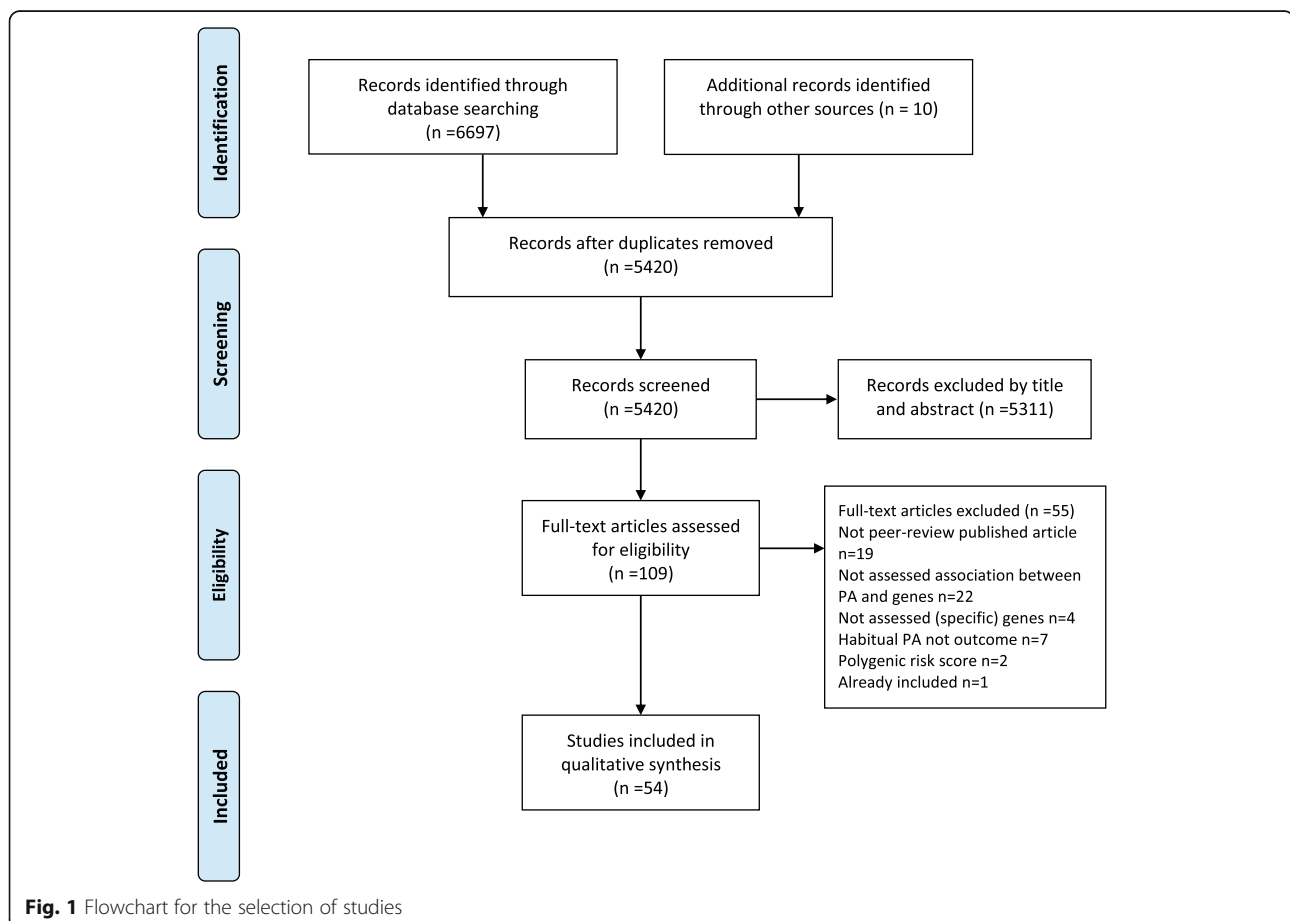 Identification
Records identified through
database searching
(n =6697)
Additional records identified
through other sources (n = 10)
Records after duplicates removed
(n =5420)
Screening
Records screened
(n =5420)
Records excluded by title
and abstract (n =5311)
Eligibility
Full-text articles assessed
for eligibility
(n =109)
Full-text articles excluded (n =55)
Not peer-review published article
n=19
Not assessed association between
PA and genes n=22
Not assessed (specific) genes n=4
Habitual PA not outcome n=7
Polygenic risk score n=2
Already included n=1
Included
Studies included in
qualitative synthesis
(n =54)
Fig. 1 Flowchart for the selection of studies